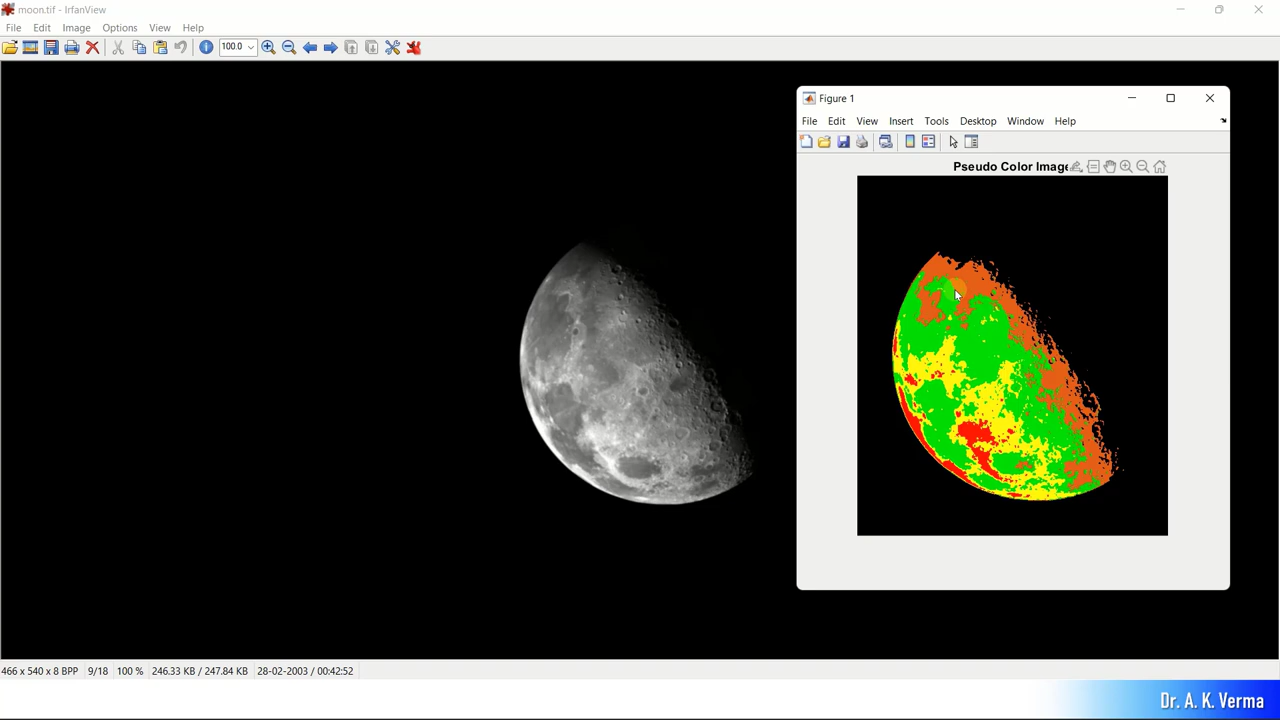 moon.tif - IrfanView
File Edit Image Options View Help
100.0
Figure 1
File Edit View Insert Tools Desktop Window Help
Pseudo Color Image
466 x 540 x 8 BPP 9/18 100 % 246.33 KB / 247.84 KB 28-02-2003 / 00:42:52
Dr. A. K. Verma